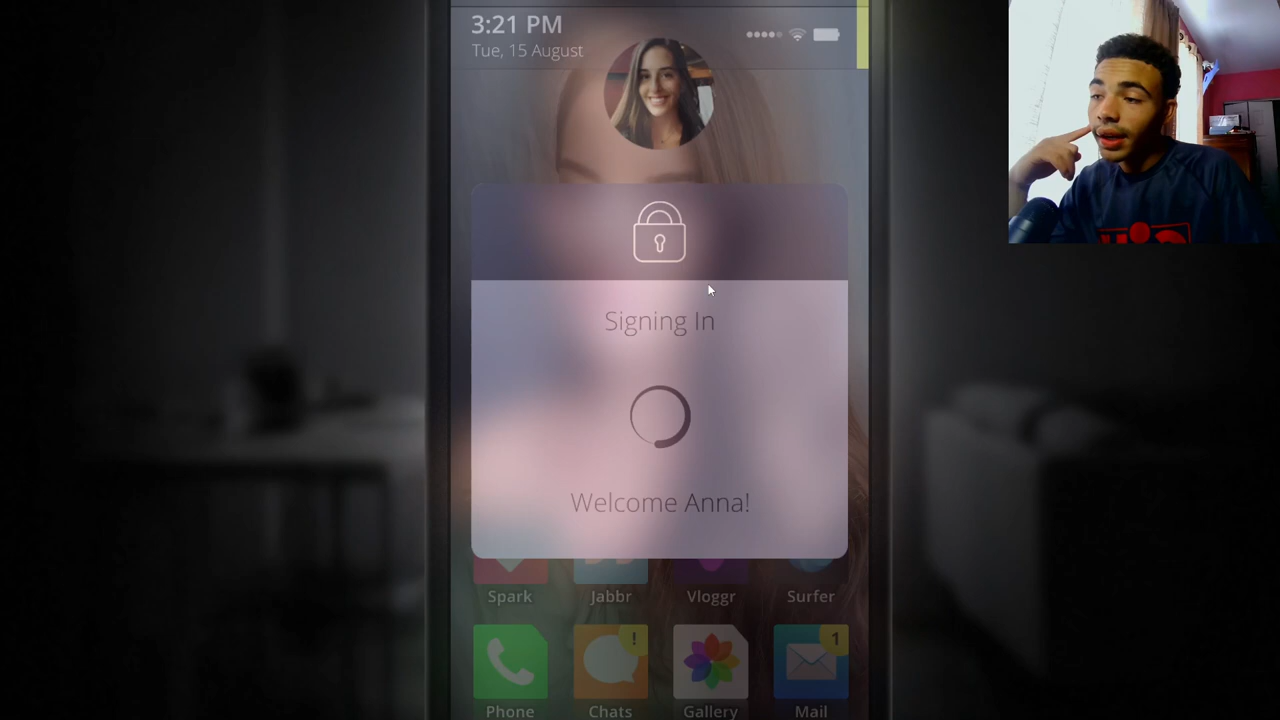 3:21 PM
Tue, 15 August
Signing In
Welcome Anna!
Spark Jabbr Vloggr Surfer
! 1
Phone Chats Gallery Mail